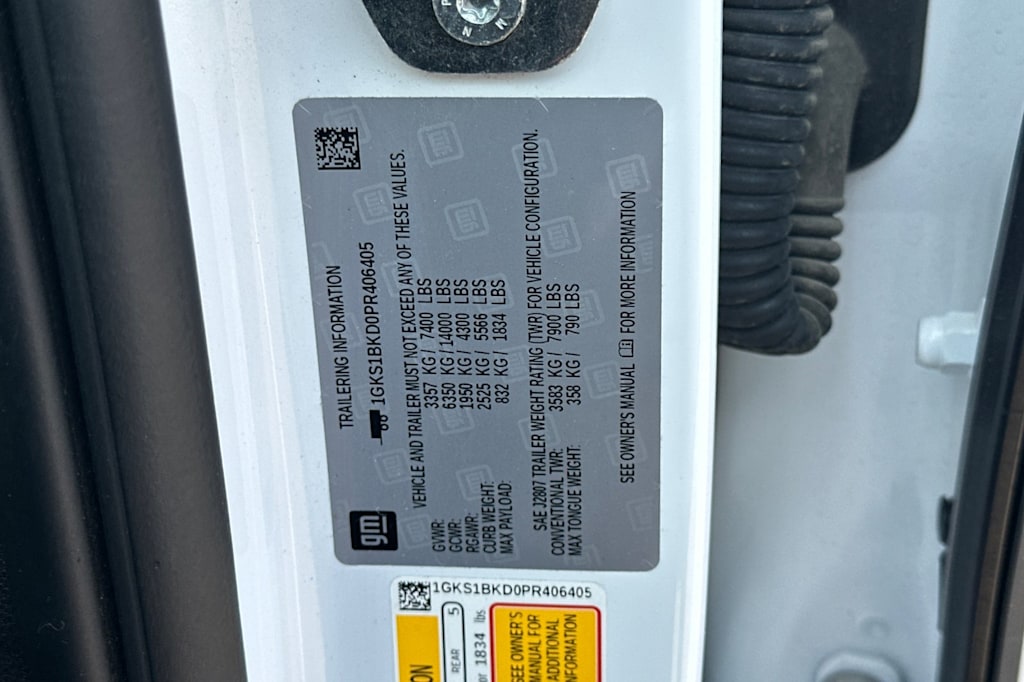 TRAILERING INFORMATION
gm 1GKS1BKD0PR406405
VEHICLE AND TRAILER MUST NOT EXCEED ANY OF THESE VALUES.
GVWR: 3357 KG / 7400 LBS
GCWR: 6350 KG / 14000 LBS
RGAWR: 1950 KG / 4300 LBS
CURB WEIGHT: 2525 KG / 5566 LBS
MAX PAYLOAD: 832 KG / 1834 LBS
SAE J2807 TRAILER WEIGHT RATING (TWR) FOR VEHICLE CONFIGURATION.
CONVENTIONAL TWR: 3583 KG / 7900 LBS
MAX TONGUE WEIGHT: 358 KG / 790 LBS
SEE OWNER'S MANUAL FOR MORE INFORMATION
1GKS1BKD0PR406405
REAR 5
1834 lbs
SEE OWNER'S
MANUAL FOR
ADDITIONAL
INFORMATION